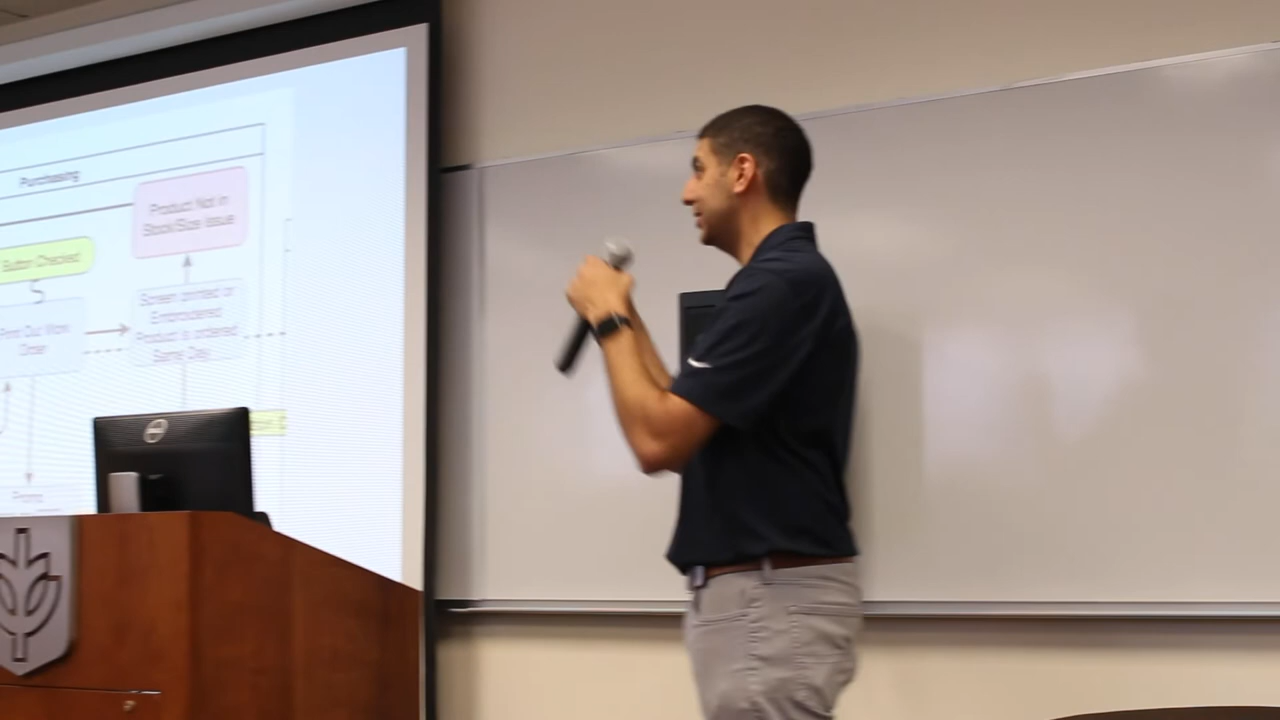 Purchasing
Product Not in
Stock/Size Issue
Button Checked
Screen printed or
Embroidered
Product is ordered
Same Day
Out Work
Order